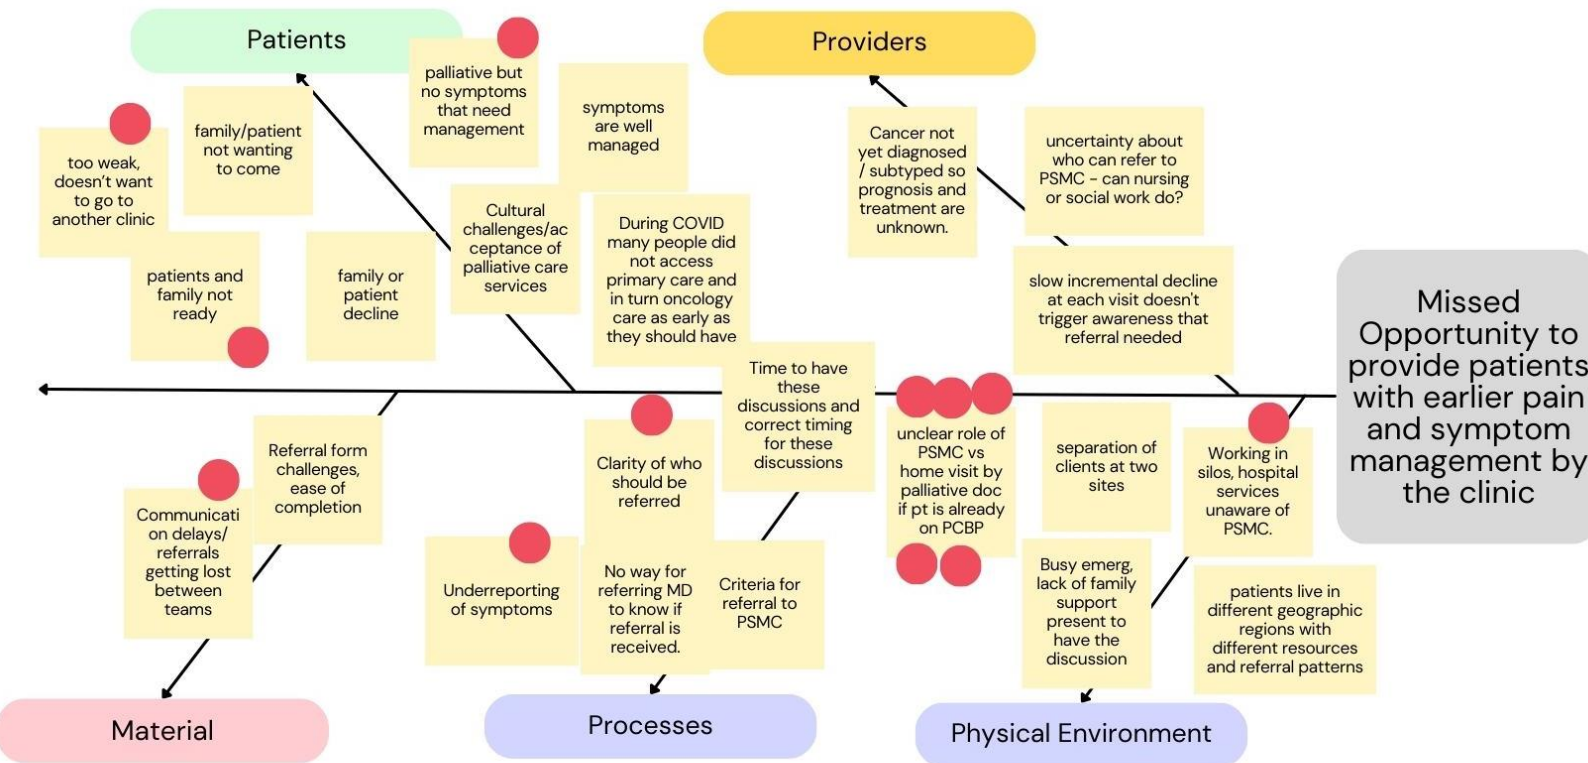 Patients
Providers
palliative but
no symptoms
that need
management
symptoms
are well
managed
family/patient
not wanting
to come
too weak,
doesn't want
to go to
another clinic
patients and
family not
ready
family or
patient
decline
Cultural
challenges/ac
ceptance of
palliative care
services
During COVID
many people did
not access
primary care and
in turn oncology
care as early as
they should have
Cancer not
yet diagnosed
/ subtyped so
prognosis and
treatment are
unknown.
uncertainty about
who can refer to
PSMC - can nursing
or social work do?
slow incremental decline
at each visit doesn't
trigger awareness that
referral needed
Missed
Opportunity to
provide patients
with earlier pain
and symptom
management by
the clinic
Time to have
these
discussions and
correct timing
for these
discussions
Referral form
challenges,
ease of
completion
Communicati
on delays/
referrals
getting lost
between
teams
Clarity of who
should be
referred
Underreporting
of symptoms
No way for
referring MD
to know if
referral is
received.
Criteria for
referral to
PSMC
unclear role of
PSMC vs
home visit by
palliative doc
if pt is already
on PCBP
separation of
clients at two
sites
Working in
silos, hospital
services
unaware of
PSMC.
Busy emerg,
lack of family
support
present to
have the
discussion
patients live in
different geographic
regions with
different resources
and referral patterns
Material
Processes
Physical Environment